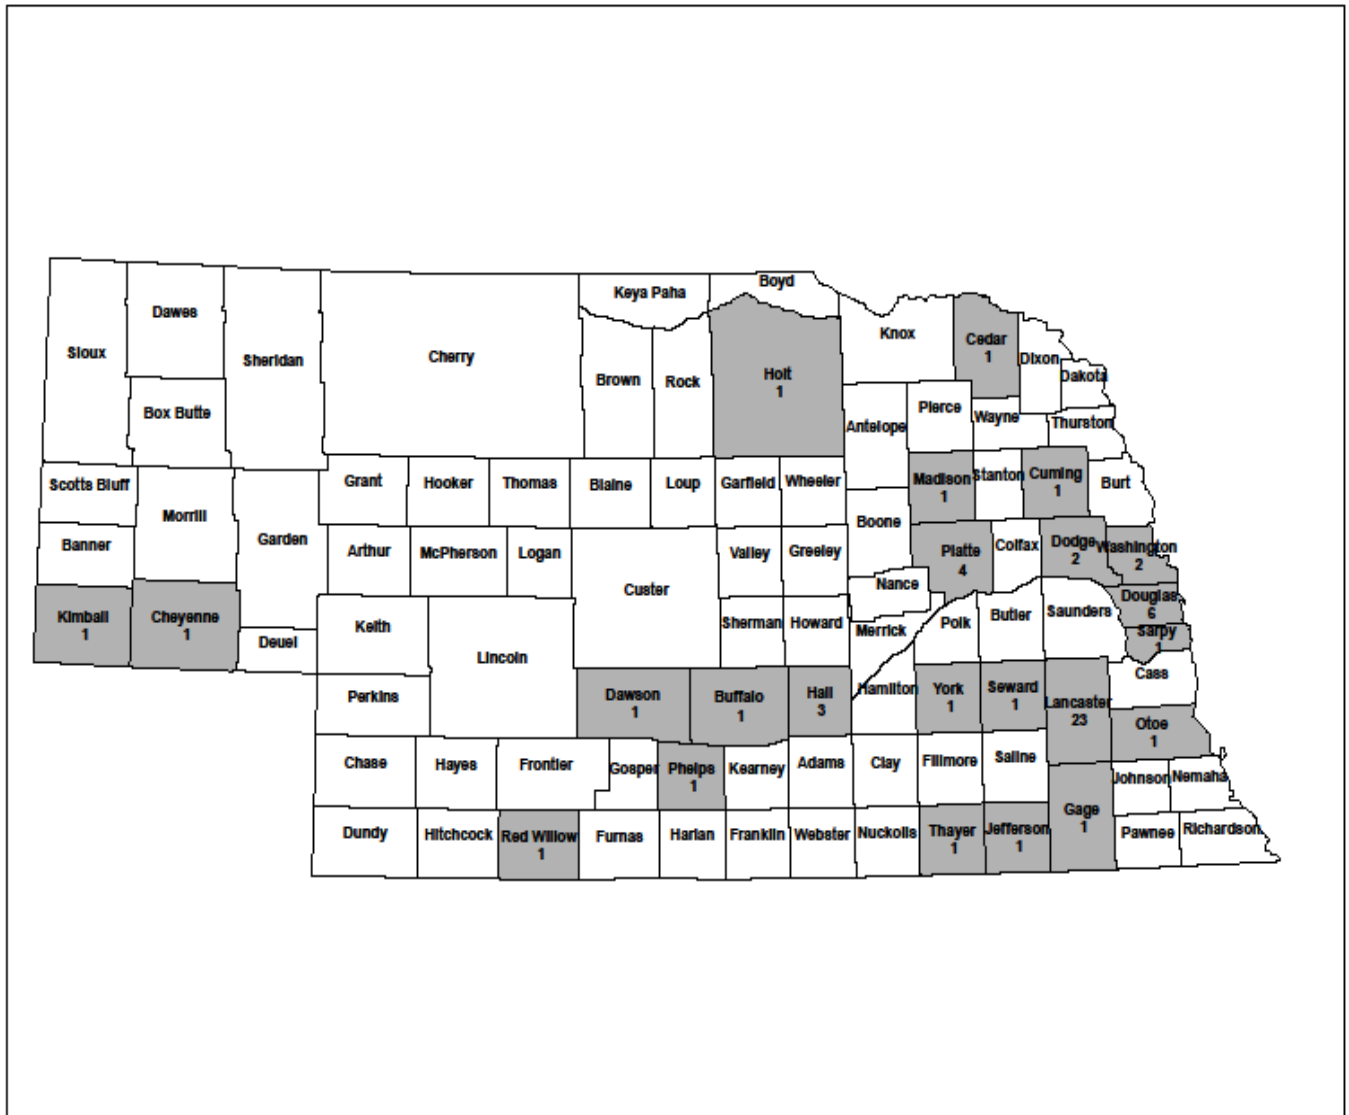 Boyd
Keya Paha
Dawes
Knox
Cedar
1
Sioux
Sheridan
Cherry
Dixon
Brown
Rock
Holt
1
Dakota
Box Butte
Pierce
Wayne
Antelope
Thurston
Scotts Bluff
Grant
Hooker
Thomas
Blaine
Loup
Garfield
Wheeler
Madison
1
Stanton
Cuming
1
Burt
Morrill
Boone
Banner
Garden
Arthur
McPherson
Logan
Valley
Greeley
Platte
4
Colfax
Dodge
2
Washington
2
Custer
Nance
Douglas
6
Kimball
1
Cheyenne
1
Keith
Sherman
Howard
Merrick
Polk
Butler
Saunders
Sarpy
1
Deuel
Lincoln
Cass
Perkins
Dawson
1
Buffalo
1
Hall
3
Hamilton
York
1
Seward
1
Lancaster
23
Otoe
1
Chase
Hayes
Frontier
Gosper
Phelps
1
Kearney
Adams
Clay
Fillmore
Saline
Johnson
Nemaha
Dundy
Hitchcock
Red Willow
1
Furnas
Harlan
Franklin
Webster
Nuckolls
Thayer
1
Jefferson
1
Gage
1
Pawnee
Richardson